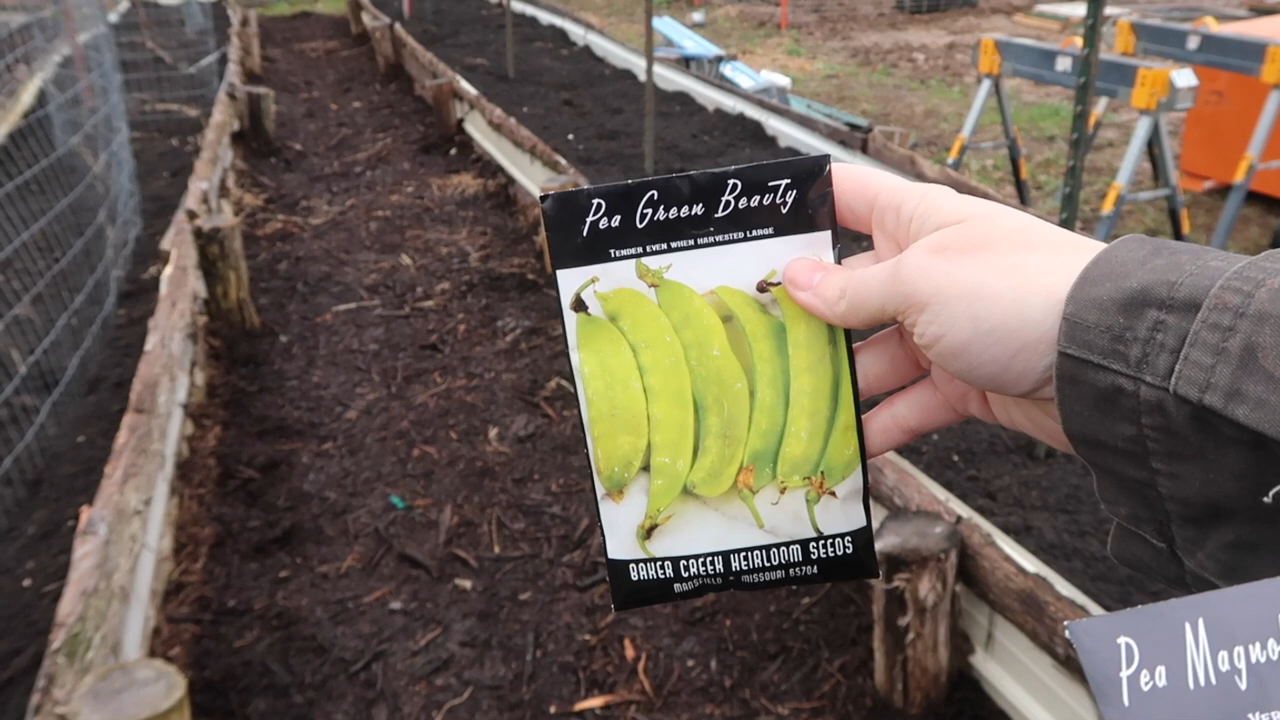 Pea Green Beauty
TENDER EVEN WHEN HARVESTED LARGE
BAKER CREEK HEIRLOOM SEEDS
MANSFIELD - MISSOURI 65704
Pea Magno